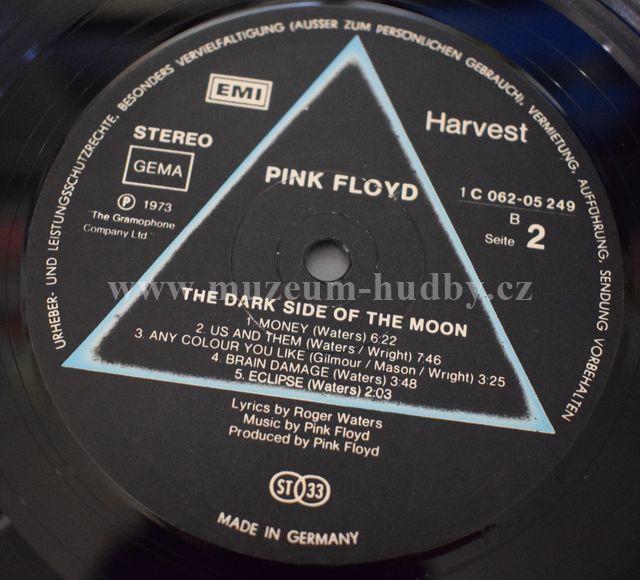 URHEBER- UND LEISTUNGSSCHUTZRECHTE, BESONDERS VERVIELFÄLTIGUNG (AUSSER ZUM PERSÖNLICHEN GEBRAUCH), VERMIETUNG, AUFFÜHRUNG, SENDUNG VORBEHALTEN
EMI
Harvest
STEREO
GEMA
PINK FLOYD
1 C 062-05 249
B
Seite 2
P 1973
"The Gramophone
Company Ltd"
www.muzeum-hudby.cz
THE DARK SIDE OF THE MOON
1. MONEY (Waters) 6:22
2. US AND THEM (Waters / Wright) 7:46
3. ANY COLOUR YOU LIKE (Gilmour / Mason / Wright) 3:25
4. BRAIN DAMAGE (Waters) 3:48
5. ECLIPSE (Waters) 2:03
Lyrics by Roger Waters
Music by Pink Floyd
Produced by Pink Floyd
ST 33
MADE IN GERMANY